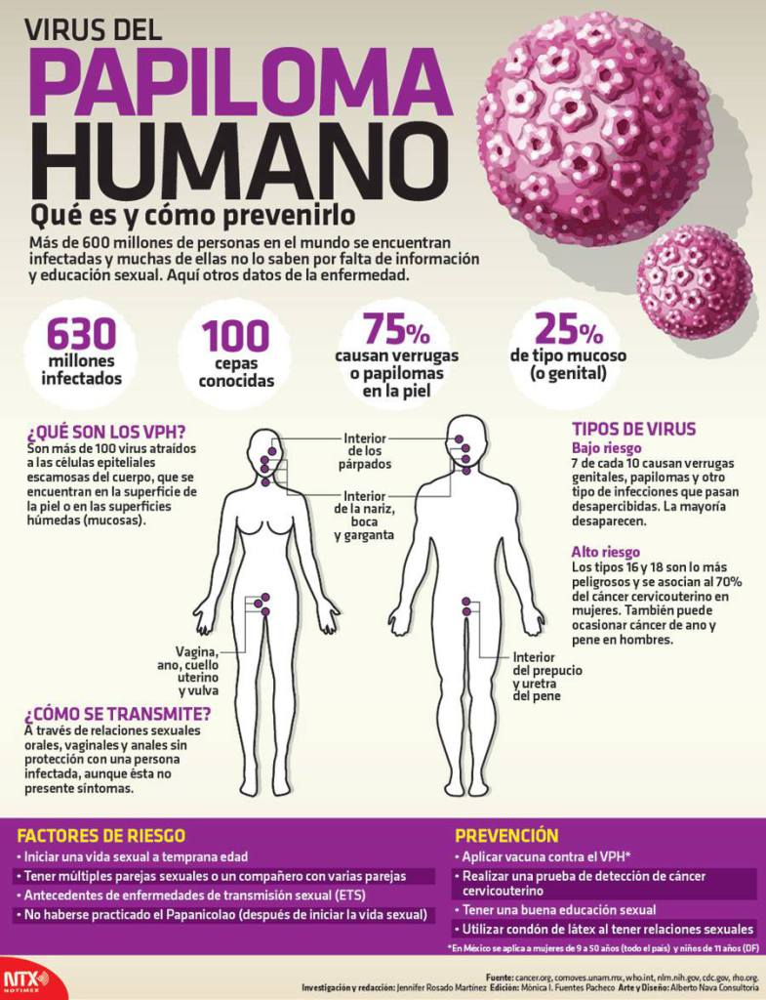 VIRUS DEL
PAPILOMA
HUMANO
Qué es y cómo prevenirlo
Más de 600 millones de personas en el mundo se encuentran
infectadas y muchas de ellas no lo saben por falta de información
y educación sexual. Aquí otros datos de la enfermedad.
630
millones
infectados
100
cepas
conocidas
75%
causan verrugas
o papilomas
en la piel
25%
de tipo mucoso
(o genital)
¿QUÉ SON LOS VPH?
Son más de 100 virus atraídos
a las células epiteliales
escamosas del cuerpo, que se
encuentran en la superficie de
la piel o en las superficies
húmedas (mucosas).
Interior
de los
párpados
Interior
de la nariz,
boca
y garganta
TIPOS DE VIRUS
Bajo riesgo
7 de cada 10 causan verrugas
genitales, papilomas y otro
tipo de infecciones que pasan
desapercibidas. La mayoría
desaparecen.
Alto riesgo
Los tipos 16 y 18 son lo más
peligrosos y se asocian al 70%
del cáncer cervicouterino en
mujeres. También puede
ocasionar cáncer de ano y
pene en hombres.
Vagina,
ano, cuello
uterino
y vulva
Interior
del prepucio
y uretra
del pene
¿CÓMO SE TRANSMITE?
A través de relaciones sexuales
orales, vaginales y anales sin
protección con una persona
infectada, aunque ésta no
presente síntomas.
FACTORES DE RIESGO
• Iniciar una vida sexual a temprana edad
• Tener múltiples parejas sexuales o un compañero con varias parejas
• Antecedentes de enfermedades de transmisión sexual (ETS)
• No haberse practicado el Papanicolao (después de iniciar la vida sexual)
PREVENCIÓN
• Aplicar vacuna contra el VPH*
• Realizar una prueba de detección de cáncer
cervicouterino
• Tener una buena educación sexual
• Utilizar condón de látex al tener relaciones sexuales
*En México se aplica a mujeres de 9 a 50 años (todo el país) y niños de 11 años (DF)
NTX
NOTIMEX
Fuente: cancer.org, comoves.unam.mx, who.int, nlm.nih.gov, cdc.gov, rho.org.
Investigación y redacción: Jennifer Rosado Martínez Edición: Mónica I. Fuentes Pacheco Arte y Diseño: Alberto Nava Consultoria